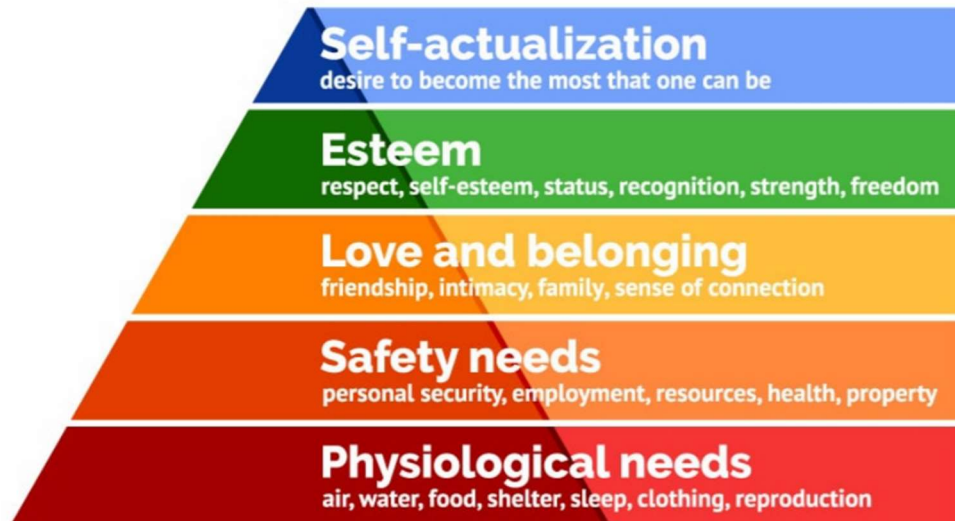 Self-actualization
desire to become the most that one can be
Esteem
respect, self-esteem, status, recognition, strength, freedom
Love and belonging
friendship, intimacy, family, sense of connection
Safety needs
personal security, employment, resources, health, property
Physiological needs
air, water, food, shelter, sleep, clothing, reproduction